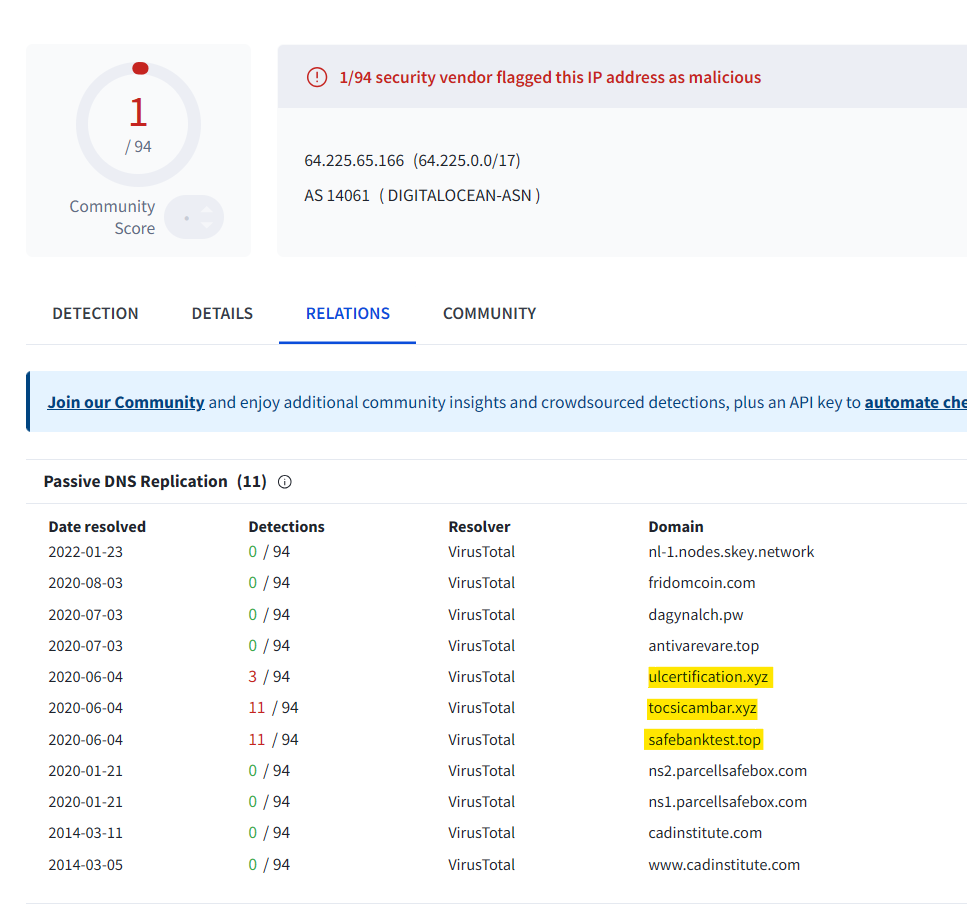 1/94 security vendor flagged this IP address as malicious
1
/ 94
Community
Score
64.225.65.166 (64.225.0.0/17)
AS 14061 ( DIGITALOCEAN-ASN )
DETECTION DETAILS RELATIONS COMMUNITY
Join our Community and enjoy additional community insights and crowdsourced detections, plus an API key to automate che
Passive DNS Replication (11)
Date resolved Detections Resolver Domain
2022-01-23 0 / 94 VirusTotal nl-1.nodes.skey.network
2020-08-03 0 / 94 VirusTotal fridomcoin.com
2020-07-03 0 / 94 VirusTotal dagynalch.pw
2020-07-03 0 / 94 VirusTotal antivarevare.top
2020-06-04 3 / 94 VirusTotal ulcertification.xyz
2020-06-04 11 / 94 VirusTotal tocsicambar.xyz
2020-06-04 11 / 94 VirusTotal safebanktest.top
2020-01-21 0 / 94 VirusTotal ns2.parcellsafebox.com
2020-01-21 0 / 94 VirusTotal ns1.parcellsafebox.com
2014-03-11 0 / 94 VirusTotal cadinstitute.com
2014-03-05 0 / 94 VirusTotal www.cadinstitute.com